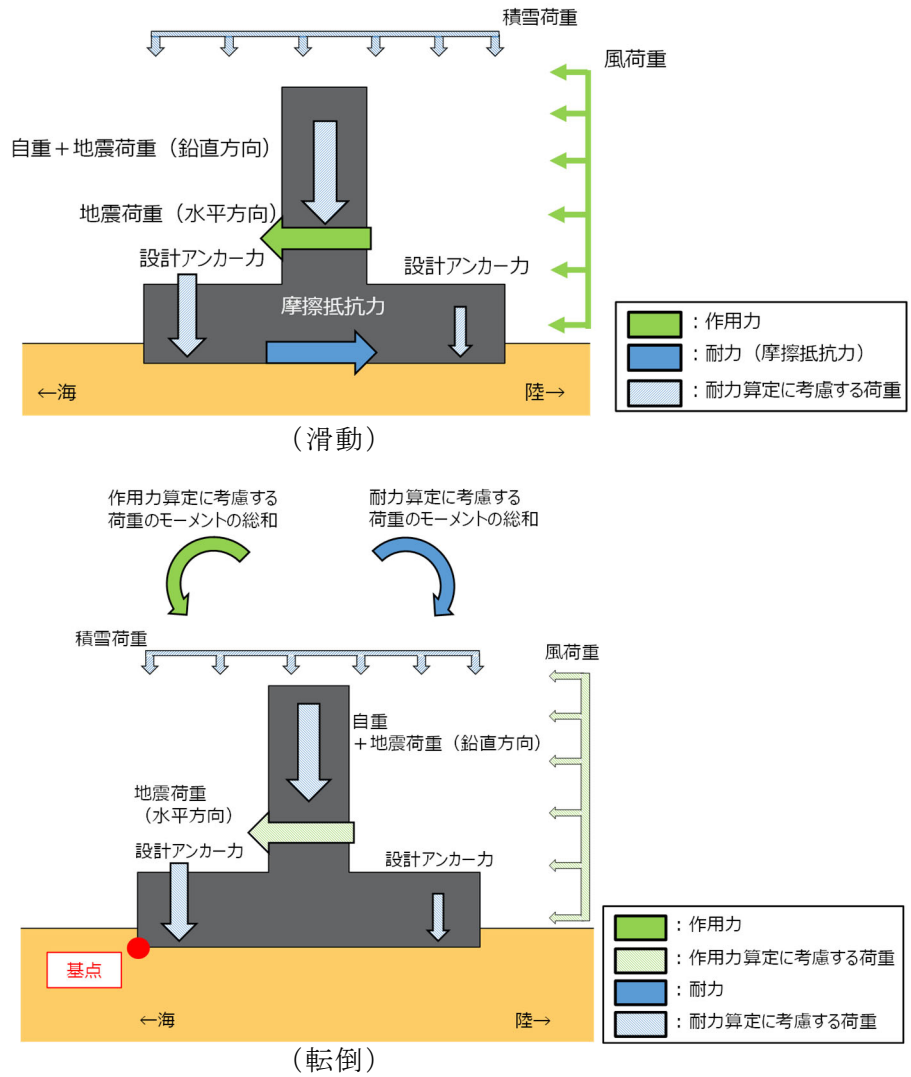 積雪荷重
風荷重
自重+地震荷重(鉛直方向)
地震荷重(水平方向)
設計アンカー力
設計アンカー力
摩擦抵抗力
:作用力
:耐力(摩擦抵抗力)
:耐力算定に考慮する荷重
←海
陸→
(滑動)
作用力算定に考慮する
荷重のモーメントの総和
耐力算定に考慮する
荷重のモーメントの総和
積雪荷重
風荷重
自重
+地震荷重(鉛直方向)
地震荷重
(水平方向)
設計アンカー力
設計アンカー力
基点
:作用力
:作用力算定に考慮する荷重
:耐力
:耐力算定に考慮する荷重
←海
陸→
(転倒)